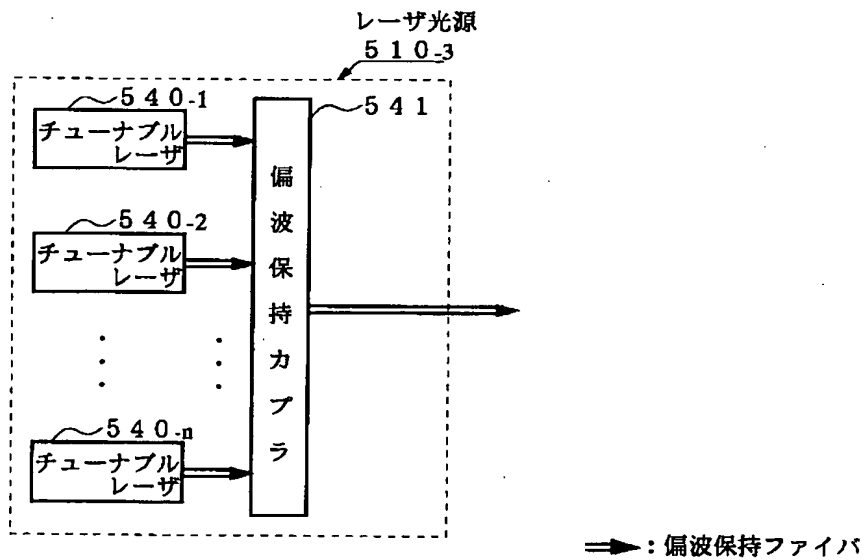 レーザ光源
５１０-3
５４０-1
チューナブル
レーザ
５４０-2
チューナブル
レーザ
５４０-n
チューナブル
レーザ
５４１
偏波保持カプラ
：偏波保持ファイバ